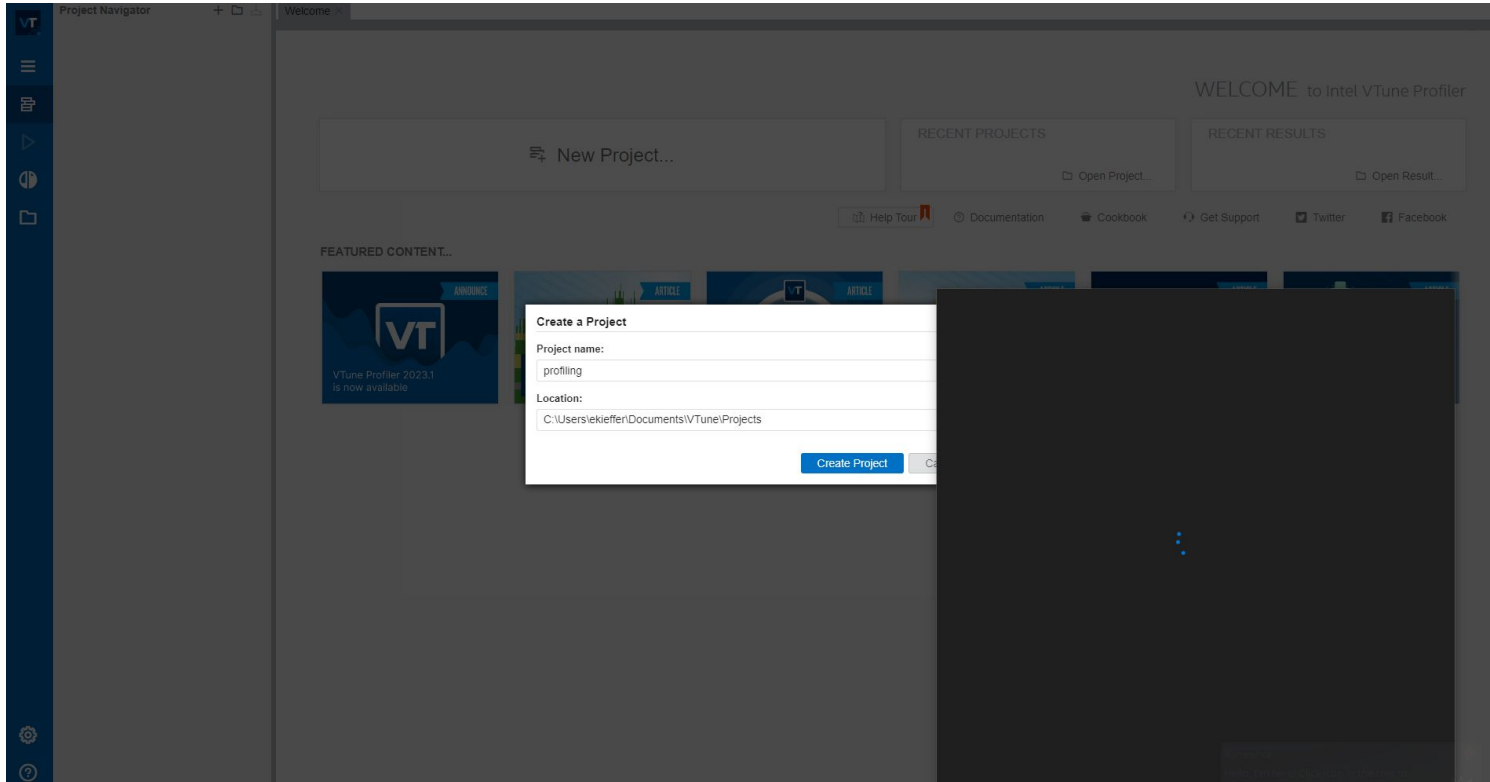 VT
Project Navigator
Welcome
WELCOME to Intel VTune Profiler
New Project...
RECENT PROJECTS
Open Project...
RECENT RESULTS
Open Result...
Help Tour
Documentation
Cookbook
Get Support
Twitter
Facebook
FEATURED CONTENT...
ANNOUNCE
VT
VTune Profiler 2023.1
is now available
ARTICLE
VT
ARTICLE
Create a Project
Project name:
profiling
Location:
C:\Users\ekieffer\Documents\VTune\Projects
Create Project